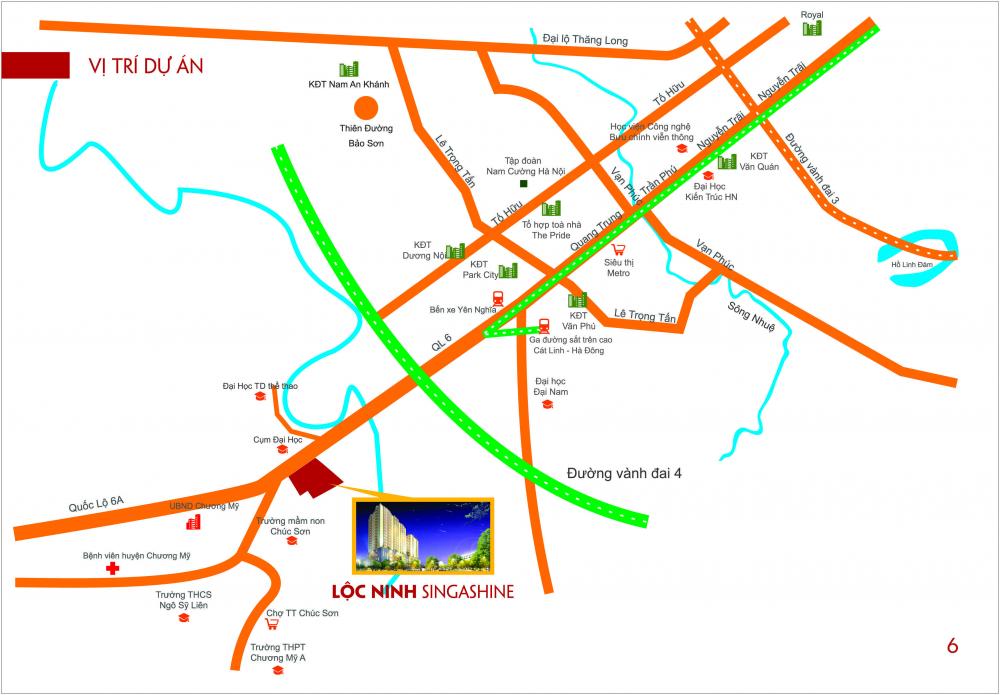 Royal
Đại lộ Thăng Long
VỊ TRÍ DỰ ÁN
KĐT Nam An Khánh
Thiên Đường
Bảo Sơn
Tố Hữu
Nguyễn Trãi
Học viện Công nghệ
Bưu chính viễn thông
Nguyễn Trãi
Lê Trọng Tấn
Tập đoàn
Nam Cường Hà Nội
KĐT
Văn Quán
Đường vành đai 3
Vạn Phúc
Trần Phú
Đại Học
Kiến Trúc HN
Tố Hữu
Tổ hợp toà nhà
The Pride
Quang Trung
KĐT
Dương Nội
KĐT
Park City
Siêu thị
Metro
Vạn Phúc
Hồ Linh Đàm
Bến xe Yên Nghĩa
KĐT
Văn Phú
Lê Trọng Tấn
Sông Nhuệ
QL 6
Ga đường sắt trên cao
Cát Linh - Hà Đông
Đại Học TD thể thao
Đại học
Đại Nam
Cụm Đại Học
Đường vành đai 4
Quốc Lộ 6A
UBND Chương Mỹ
Trường mầm non
Chúc Sơn
Bệnh viên huyện Chương Mỹ
LỘC NINH SINGASHINE
Trường THCS
Ngô Sỹ Liên
Chợ TT Chúc Sơn
Trường THPT
Chương Mỹ A
6